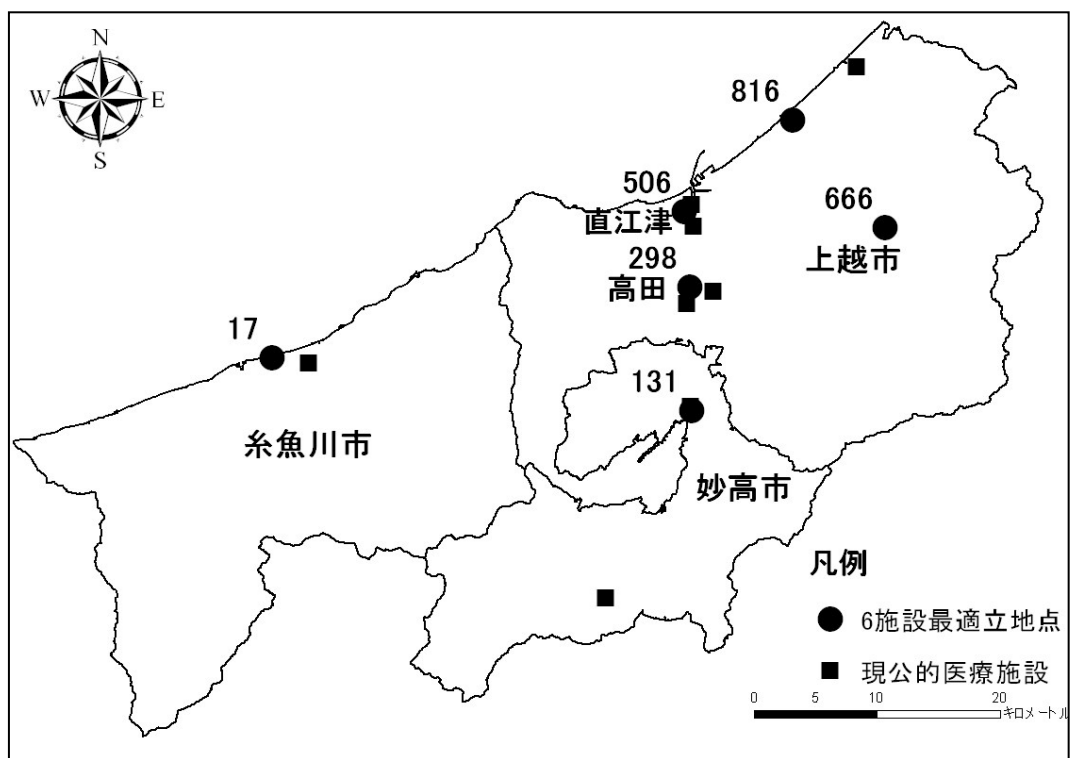 N
W E
S
816
506
直江津
666
上越市
298
高田
17
131
糸魚川市
妙高市
凡例
6施設最適立地点
現公的医療施設
0 5 10 20
キロメートル